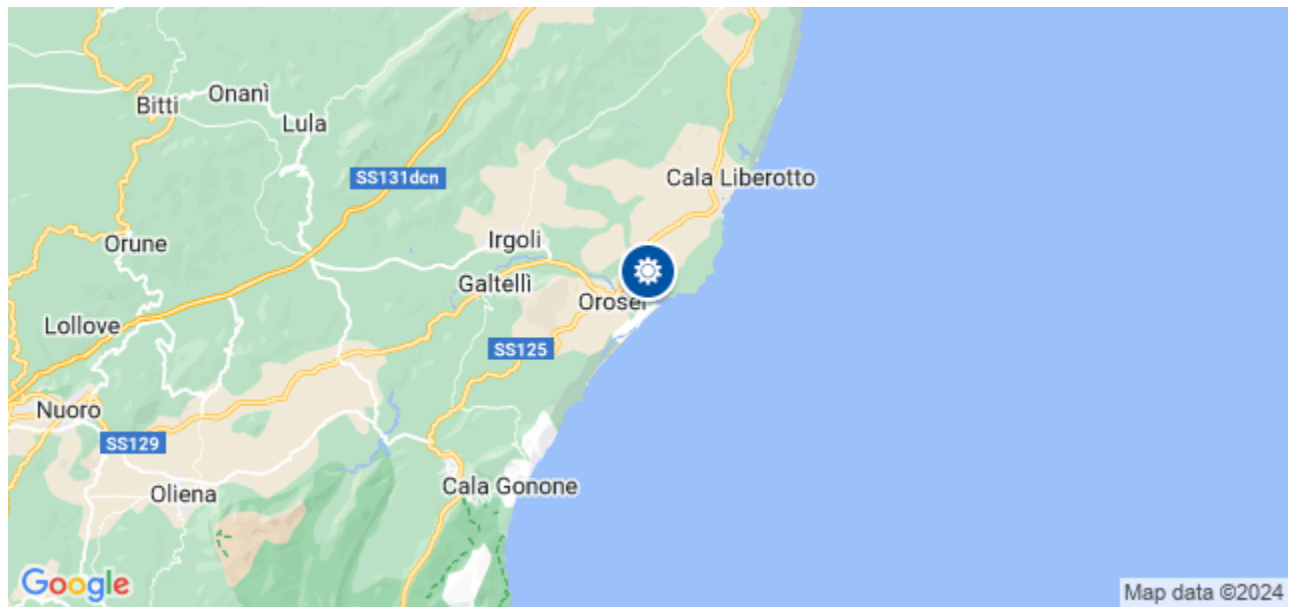 Onanì
Bitti
Lula
SS131dcn
Cala Liberotto
Irgoli
Orune
Galtellì
Orosei
Lollove
SS125
Nuoro
SS129
Cala Gonone
Oliena
Google
Map data ©2024